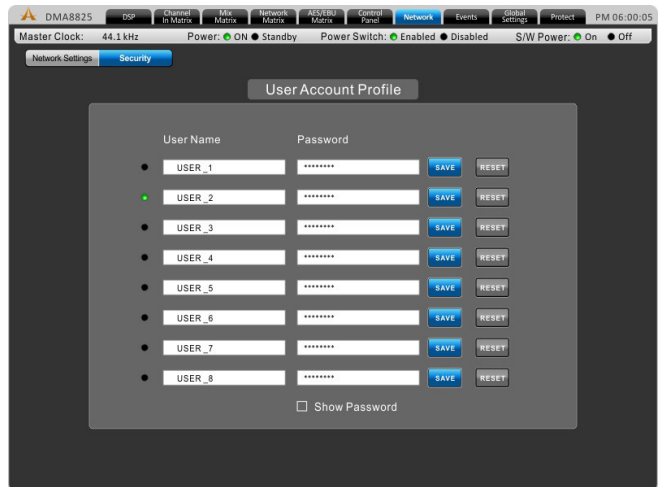 DMA8825 DSP Channel In Matrix Mix Matrix Network Matrix AES/EBU Matrix Control Panel Network Events Global Settings Protect PM 06:00:05
Master Clock: 44.1 kHz Power: ON Standby Power Switch: Enabled Disabled S/W Power: On Off
Network Settings Security
User Account Profile
User Name Password
USER_1 ******** SAVE RESET
USER_2 ******** SAVE RESET
USER_3 ******** SAVE RESET
USER_4 ******** SAVE RESET
USER_5 ******** SAVE RESET
USER_6 ******** SAVE RESET
USER_7 ******** SAVE RESET
USER_8 ******** SAVE RESET
Show Password